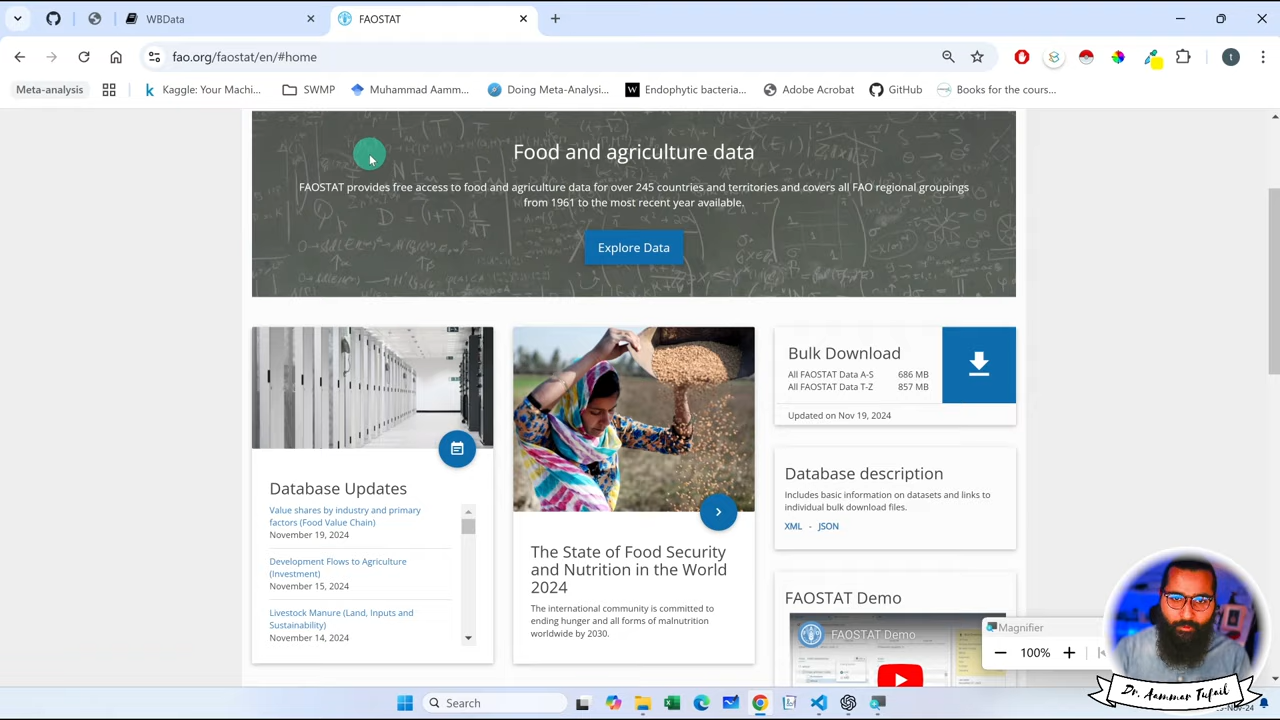 WBData
FAOSTAT
fao.org/faostat/en/#home
t
Meta-analysis
Kaggle: Your Machi...
SWMP
Muhammad Aamm...
Doing Meta-Analysi...
Endophytic bacteria...
Adobe Acrobat
GitHub
Books for the cours...
Food and agriculture data
FAOSTAT provides free access to food and agriculture data for over 245 countries and territories and covers all FAO regional groupings
from 1961 to the most recent year available.
Explore Data
Database Updates
Value shares by industry and primary
factors (Food Value Chain)
November 19, 2024
Development Flows to Agriculture
(Investment)
November 15, 2024
Livestock Manure (Land, Inputs and
Sustainability)
November 14, 2024
The State of Food Security
and Nutrition in the World
2024
The international community is committed to
ending hunger and all forms of malnutrition
worldwide by 2030.
Bulk Download
All FAOSTAT Data A-S 686 MB
All FAOSTAT Data T-Z 857 MB
Updated on Nov 19, 2024
Database description
Includes basic information on datasets and links to
individual bulk download files.
XML - JSON
FAOSTAT Demo
FAOSTAT Demo
Magnifier
100%
Search
Dr. Aammar Tufail